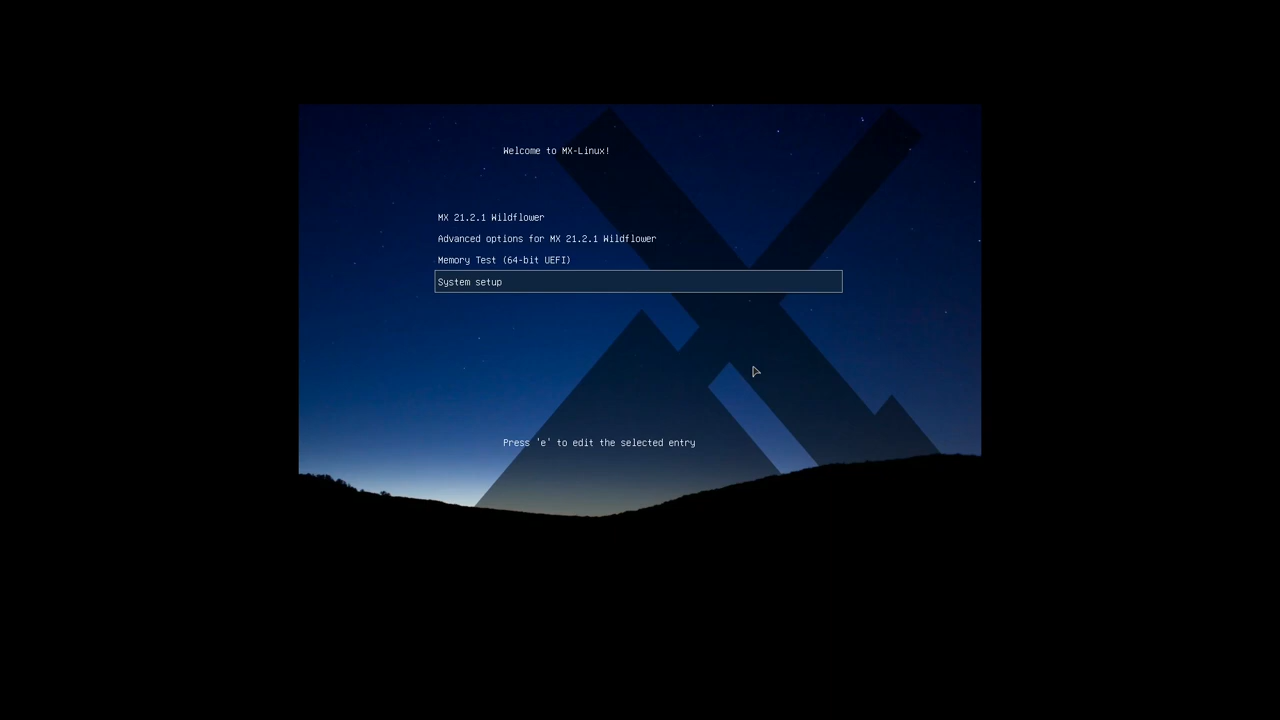 Welcome to MX-Linux!
MX 21.2.1 Wildflower
Advanced options for MX 21.2.1 Wildflower
Memory Test (64-bit UEFI)
System setup
Press 'e' to edit the selected entry